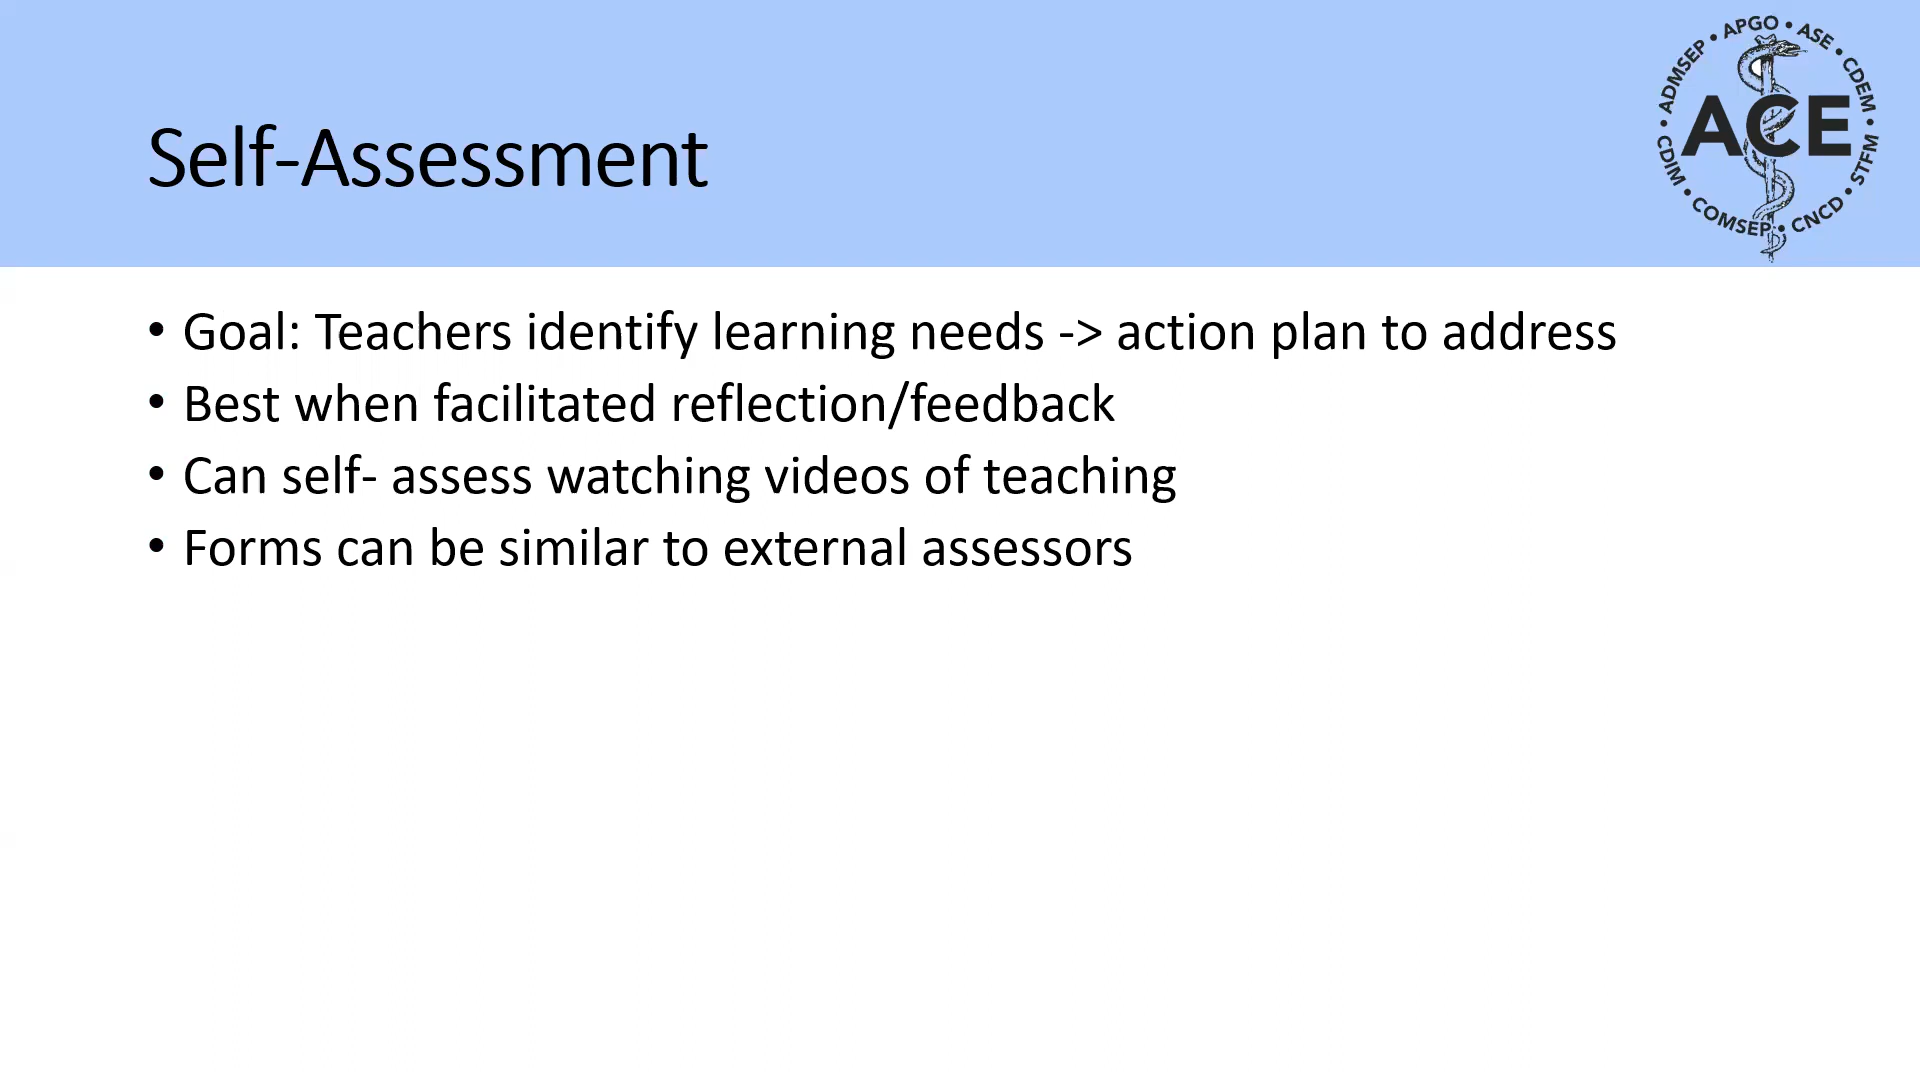 Self-Assessment
ADMSEP • APGO • ASE • CDEM • STFM • CNCD • COMSEP • CDIM •
ACE
• Goal: Teachers identify learning needs -> action plan to address
• Best when facilitated reflection/feedback
• Can self- assess watching videos of teaching
• Forms can be similar to external assessors